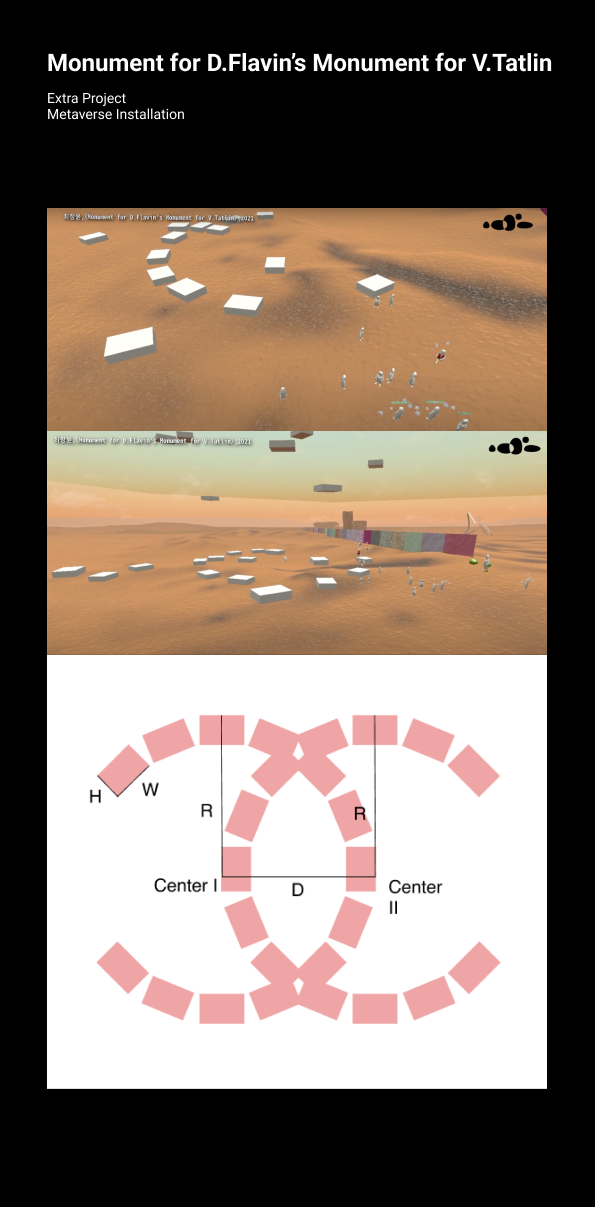 Monument for D.Flavin's Monument for V.Tatlin
Extra Project
Metaverse Installation
최정윤, (Monument for D.Flavin's Monument for V.Tatlin), 2021
최정윤, Monument for D.Flavin's Monument for V.Tatlin), 2021
H
W
R
R
Center I
D
Center
II